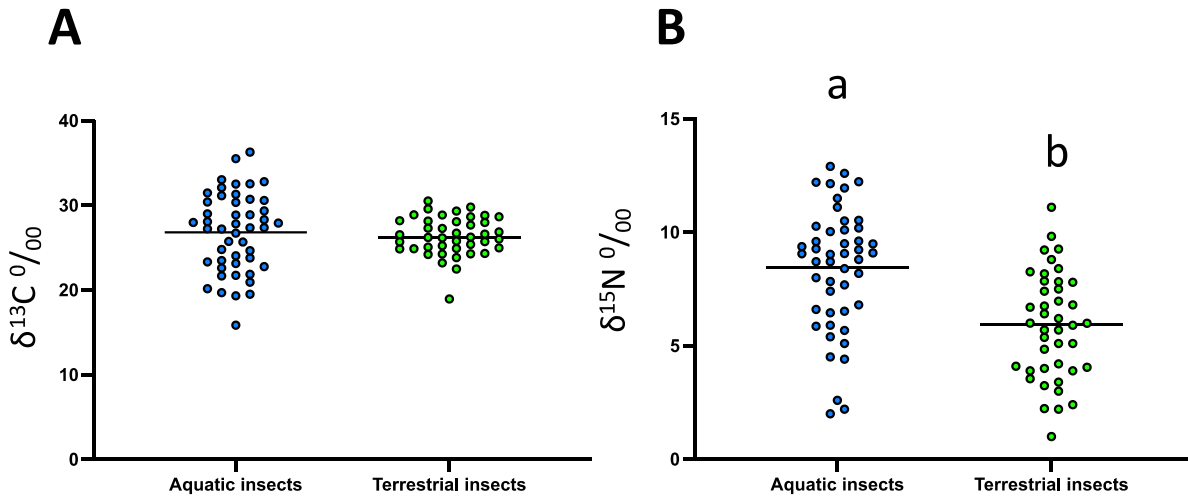 A
B
a
b
40
30
20
10
0
δ13C 0/00
Aquatic insects
Terrestrial insects
15
10
5
0
δ15N 0/00
Aquatic insects
Terrestrial insects